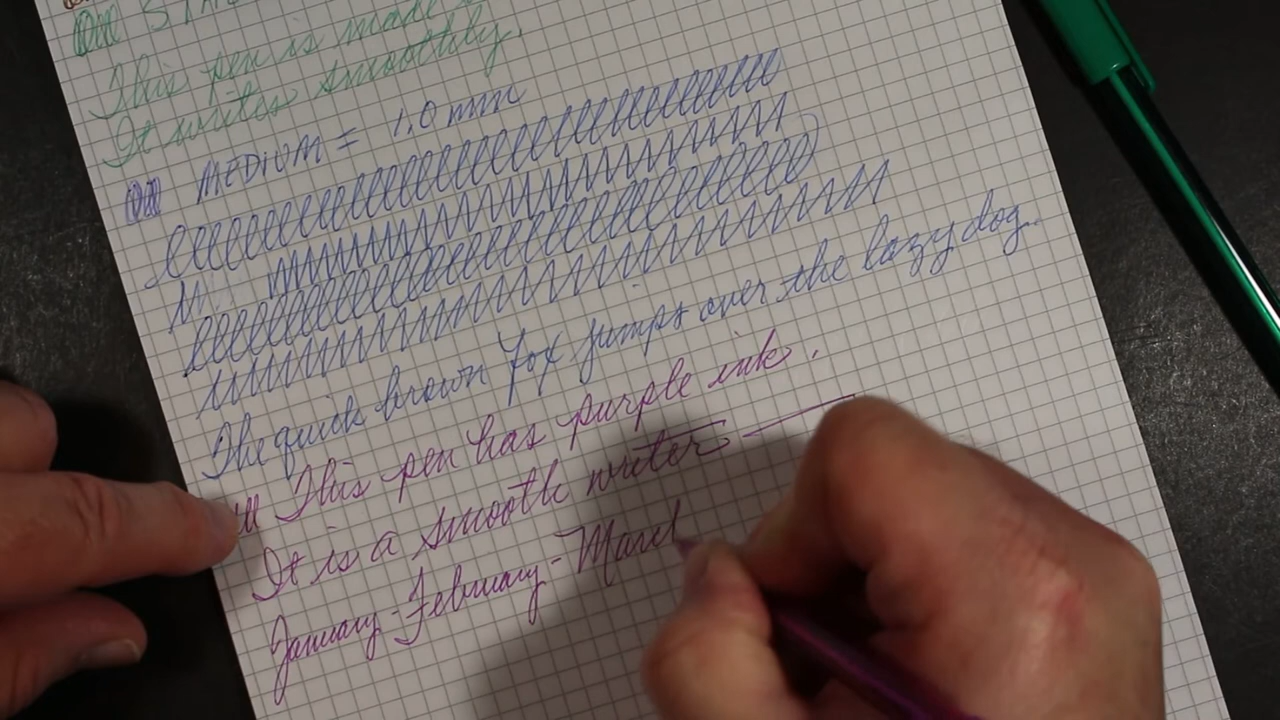 This pen is made
It writes smoothly.
MEDIUM = 1.0 mm
The quick brown fox jumps over the lazy dog.
This pen has purple ink.
It is a smooth writer
January-February-March